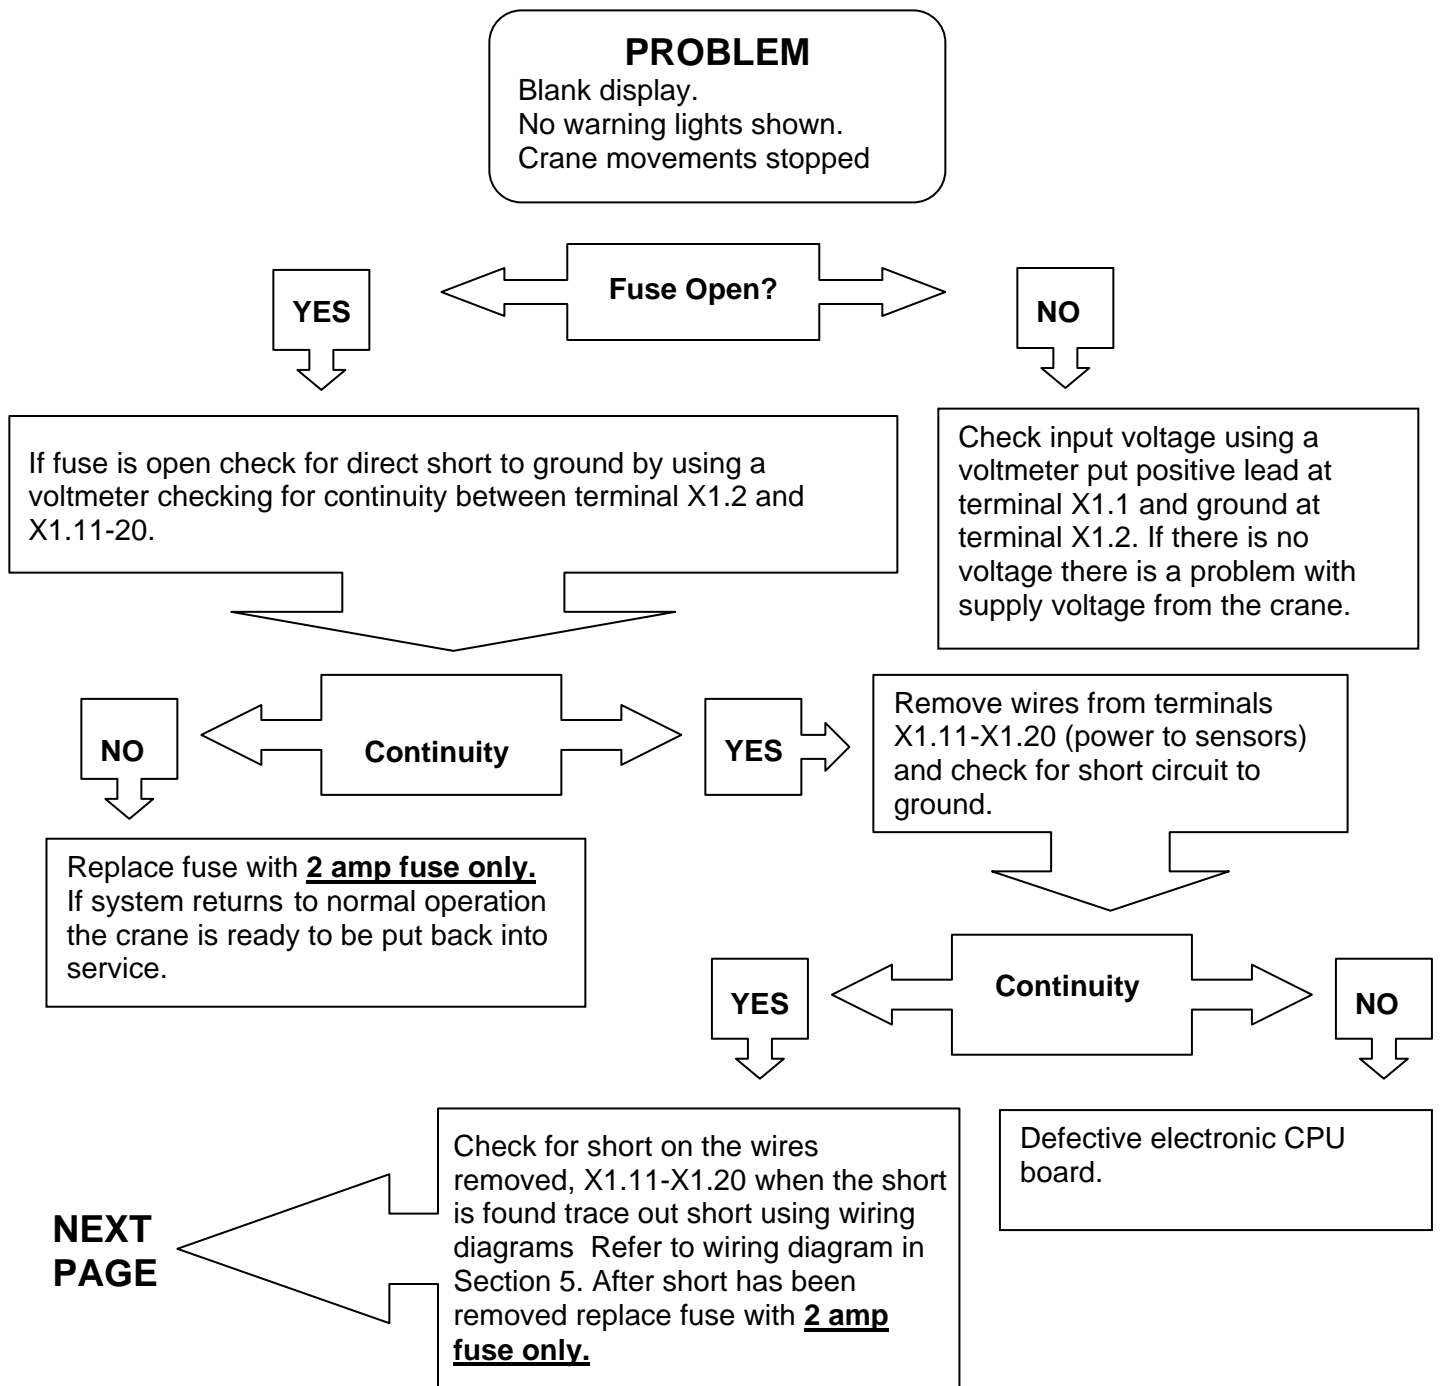 PROBLEM
Blank display.
No warning lights shown.
Crane movements stopped
Fuse Open?
YES
NO
If fuse is open check for direct short to ground by using a
voltmeter checking for continuity between terminal X1.2 and
X1.11-20.
Check input voltage using a
voltmeter put positive lead at
terminal X1.1 and ground at
terminal X1.2. If there is no
voltage there is a problem with
supply voltage from the crane.
NO
Continuity
YES
Remove wires from terminals
X1.11-X1.20 (power to sensors)
and check for short circuit to
ground.
Replace fuse with 2 amp fuse only.
If system returns to normal operation
the crane is ready to be put back into
service.
YES
Continuity
NO
Check for short on the wires
removed, X1.11-X1.20 when the short
is found trace out short using wiring
diagrams  Refer to wiring diagram in
Section 5. After short has been
removed replace fuse with 2 amp
fuse only.
Defective electronic CPU
board.
NEXT
PAGE